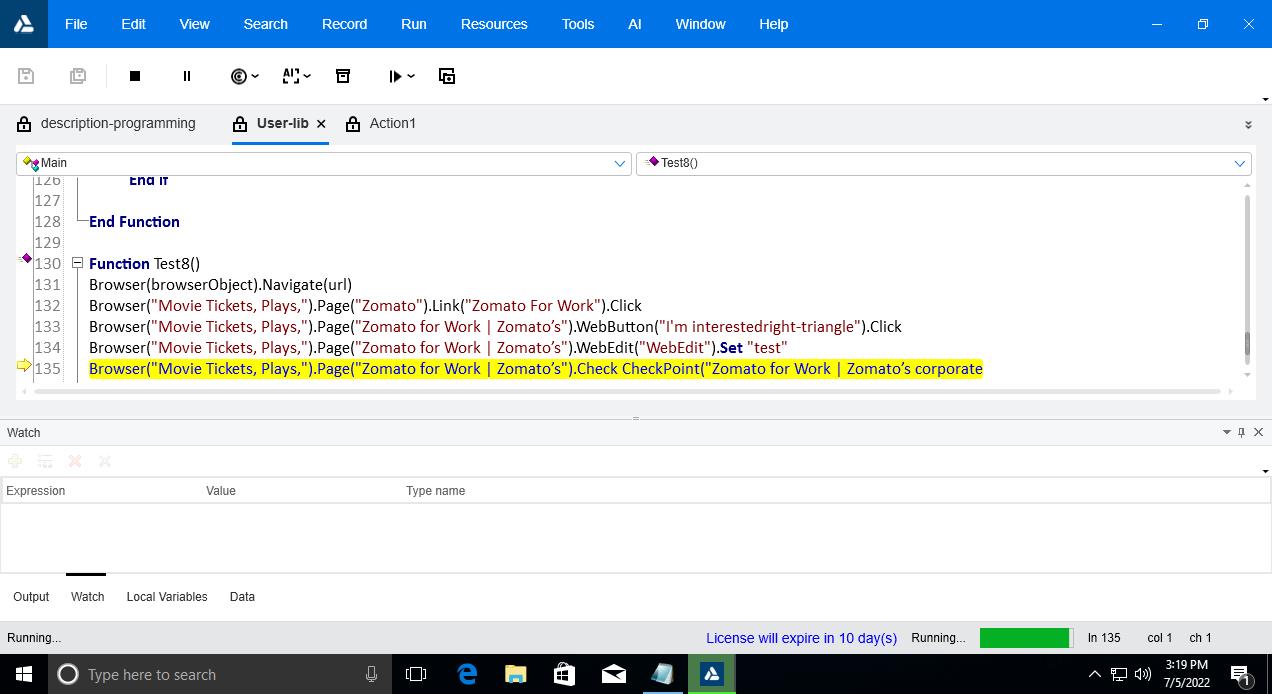 File Edit View Search Record Run Resources Tools AI Window Help
description-programming User-lib Action1
Main Test8()
126 End If
127
128 End Function
129
130 Function Test8()
131 Browser(browserObject).Navigate(url)
132 Browser("Movie Tickets, Plays,").Page("Zomato").Link("Zomato For Work").Click
133 Browser("Movie Tickets, Plays,").Page("Zomato for Work | Zomato’s").WebButton("I'm interestedright-triangle").Click
134 Browser("Movie Tickets, Plays,").Page("Zomato for Work | Zomato’s").WebEdit("WebEdit").Set "test"
135 Browser("Movie Tickets, Plays,").Page("Zomato for Work | Zomato’s").Check CheckPoint("Zomato for Work | Zomato’s corporate
Watch
Expression Value Type name
Output Watch Local Variables Data
Running... License will expire in 10 day(s) Running... ln 135 col 1 ch 1
Type here to search 3:19 PM
7/5/2022 1